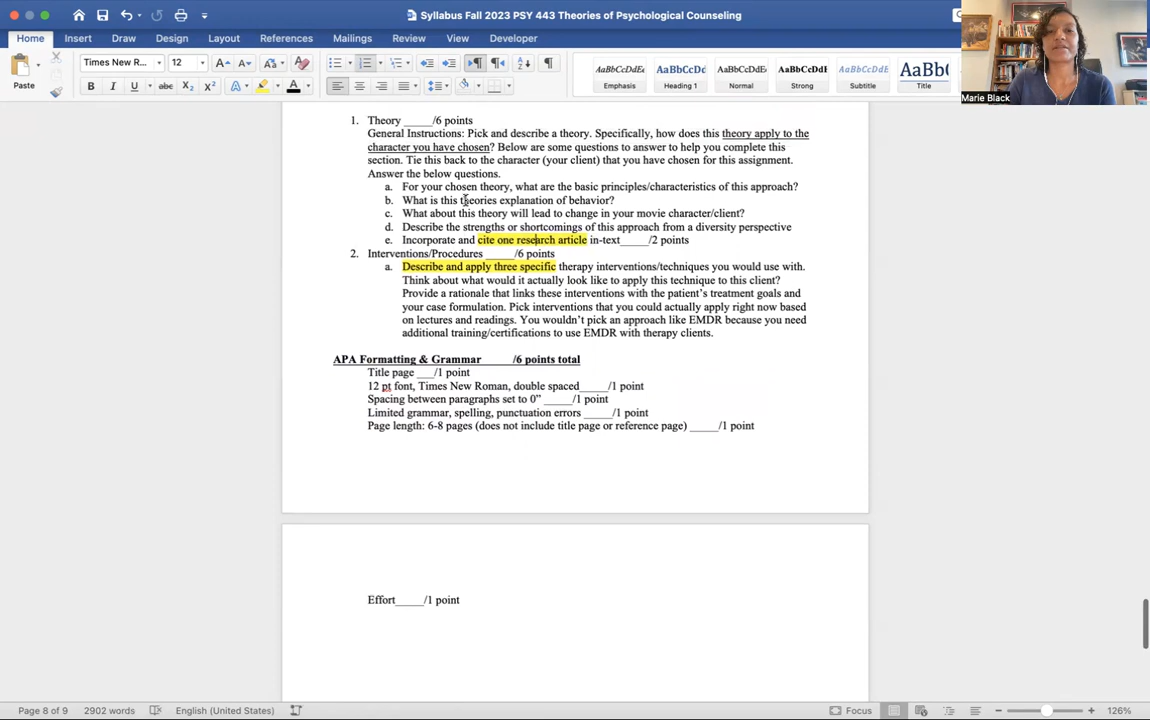 Syllabus Fall 2023 PSY 443 Theories of Psychological Counseling
Home Insert Draw Design Layout References Mailings Review View Developer
Paste
Times New R... 12
AaBbCcDdEe AaBbCcDc AaBbCcDdEe AaBbCcDdEe AaBbCcDdEe AaBb(
Emphasis Heading 1 Normal Strong Subtitle Title
Marie Black
1. Theory _____/6 points
General Instructions: Pick and describe a theory. Specifically, how does this theory apply to the
character you have chosen? Below are some questions to answer to help you complete this
section. Tie this back to the character (your client) that you have chosen for this assignment.
Answer the below questions.
a. For your chosen theory, what are the basic principles/characteristics of this approach?
b. What is this theories explanation of behavior?
c. What about this theory will lead to change in your movie character/client?
d. Describe the strengths or shortcomings of this approach from a diversity perspective
e. Incorporate and cite one research article in-text_____/2 points
2. Interventions/Procedures _____/6 points
a. Describe and apply three specific therapy interventions/techniques you would use with.
Think about what would it actually look like to apply this technique to this client?
Provide a rationale that links these interventions with the patient's treatment goals and
your case formulation. Pick interventions that you could actually apply right now based
on lectures and readings. You wouldn't pick an approach like EMDR because you need
additional training/certifications to use EMDR with therapy clients.
APA Formatting & Grammar _____/6 points total
Title page ___/1 point
12 pt font, Times New Roman, double spaced_____/1 point
Spacing between paragraphs set to 0” _____/1 point
Limited grammar, spelling, punctuation errors _____/1 point
Page length: 6-8 pages (does not include title page or reference page) _____/1 point
Effort_____/1 point
Page 8 of 9 2902 words English (United States) Focus 126%